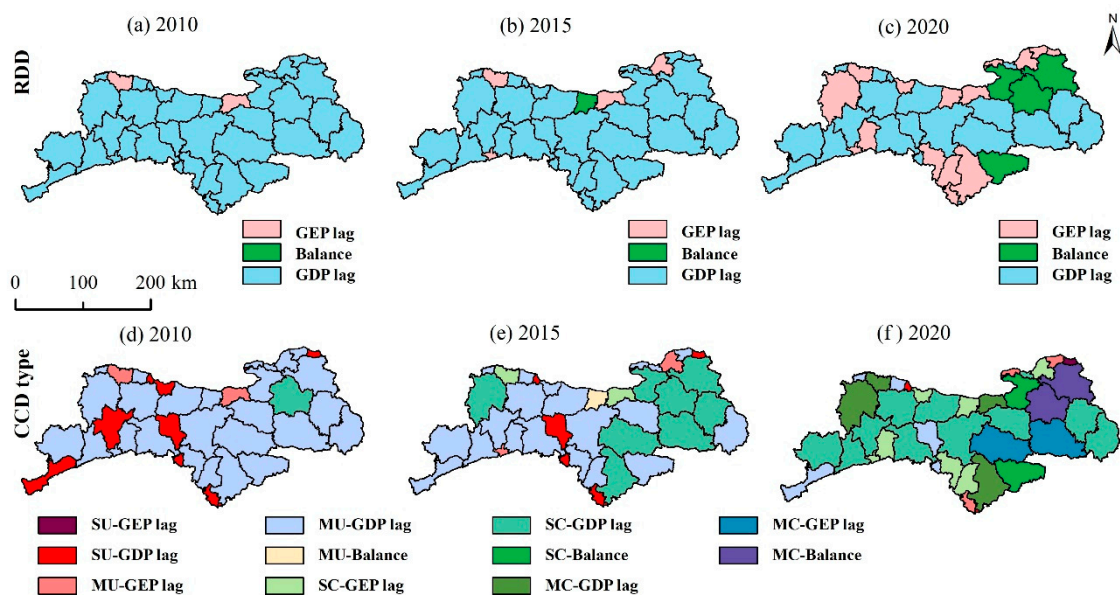 (a) 2010
(b) 2015
(c) 2020
N
RDD
GEP lag
Balance
GDP lag
GEP lag
Balance
GDP lag
GEP lag
Balance
GDP lag
0 100 200 km
(d) 2010
(e) 2015
(f ) 2020
CCD type
SU-GEP lag
MU-GDP lag
SC-GDP lag
MC-GEP lag
SU-GDP lag
MU-Balance
SC-Balance
MC-Balance
MU-GEP lag
SC-GEP lag
MC-GDP lag